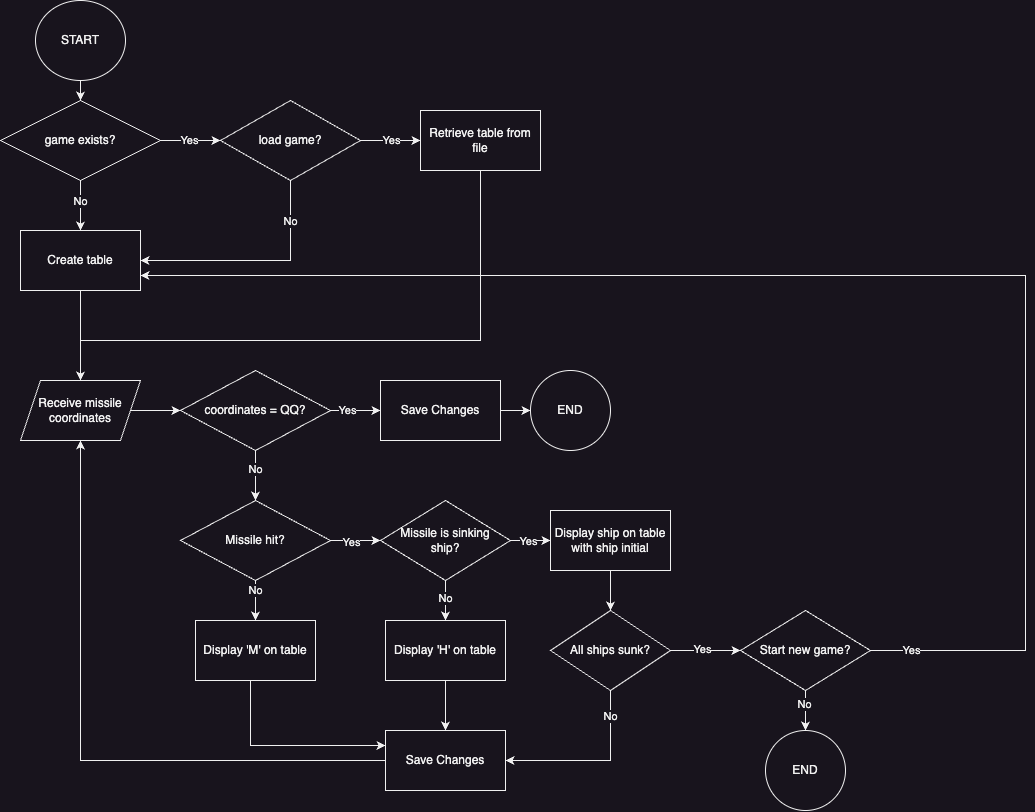 START
game exists?
Yes
load game?
Yes
Retrieve table from
file
No
No
Create table
Receive missile
coordinates
coordinates = QQ?
Yes
Save Changes
END
No
Missile hit?
Yes
Missile is sinking
ship?
Yes
Display ship on table
with ship initial
No
No
Display 'M' on table
Display 'H' on table
All ships sunk?
Yes
Start new game?
Yes
No
No
Save Changes
END